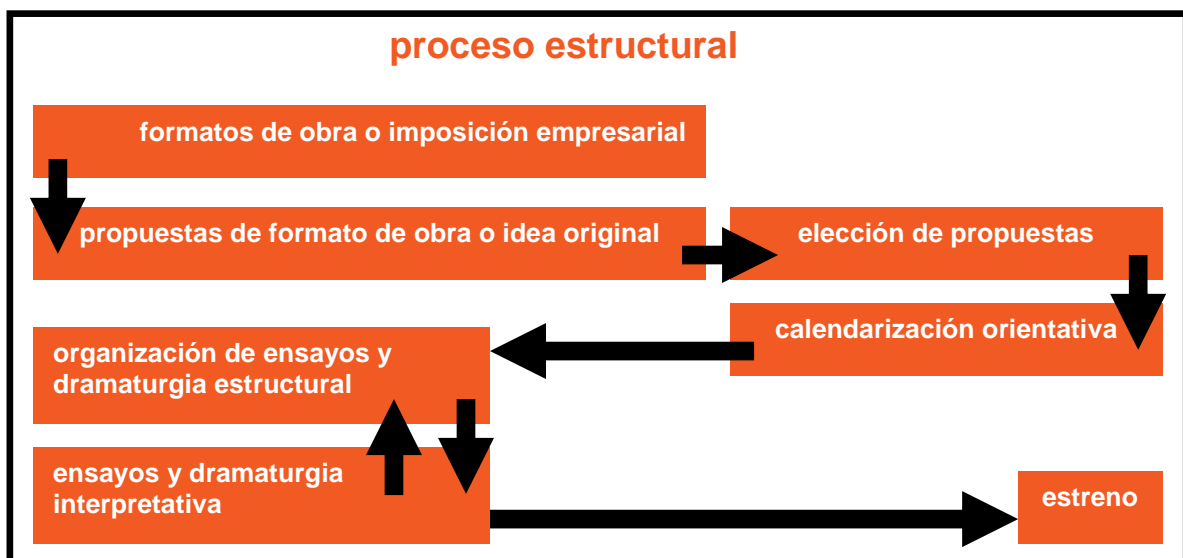 proceso estructural
formatos de obra o imposición empresarial
propuestas de formato de obra o idea original
elección de propuestas
calendarización orientativa
organización de ensayos y
dramaturgia estructural
ensayos y dramaturgia
interpretativa
estreno